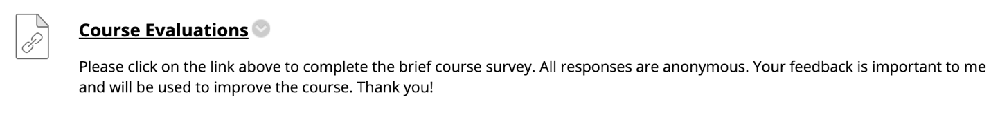 Course Evaluations
Please click on the link above to complete the brief course survey. All responses are anonymous. Your feedback is important to me
and will be used to improve the course. Thank you!